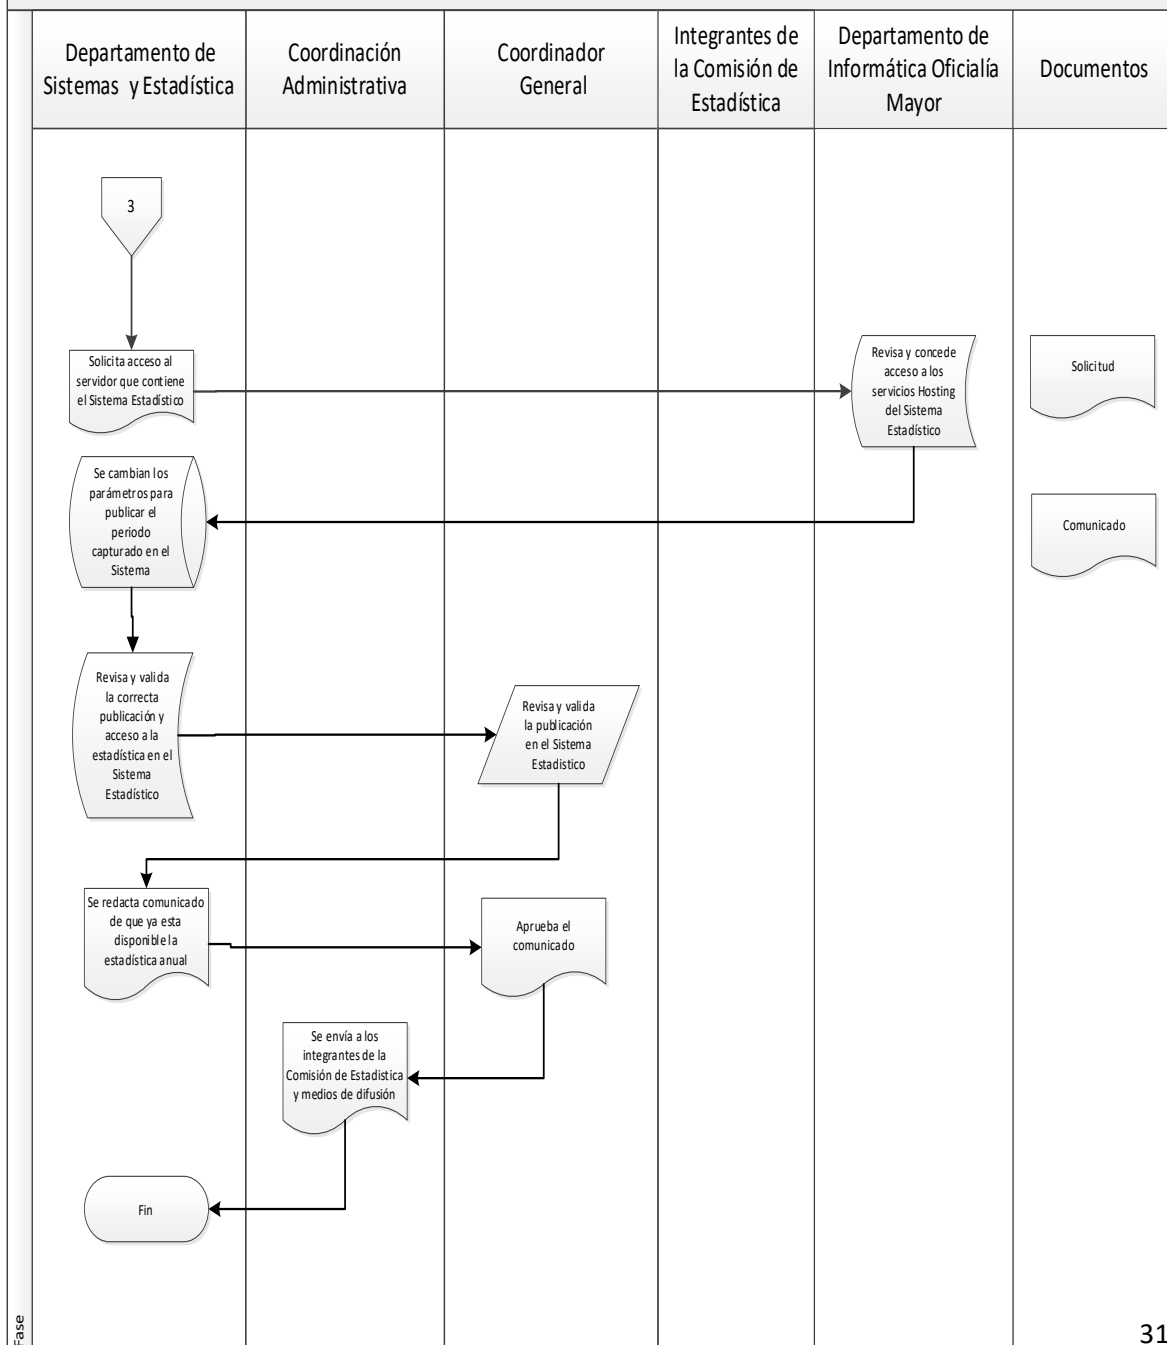 Departamento de
Sistemas y Estadística
Coordinación
Administrativa
Coordinador
General
Integrantes de
la Comisión de
Estadística
Departamento de
Informática Oficialía
Mayor
Documentos
3
Solicita acceso al
servidor que contiene
el Sistema Estadístico
Revisa y concede
acceso a los
servicios Hosting
del Sistema
Estadístico
Solicitud
Se cambian los
parámetros para
publicar el
periodo
capturado en el
Sistema
Comunicado
Revisa y valida
la correcta
publicación y
acceso a la
estadística en el
Sistema
Estadístico
Revisa y valida
la publicación
en el Sistema
Estadistico
Se redacta comunicado
de que ya esta
disponible la
estadística anual
Aprueba el
comunicado
Se envía a los
integrantes de la
Comisión de Estadistica
y medios de difusión
Fin
Fase
31